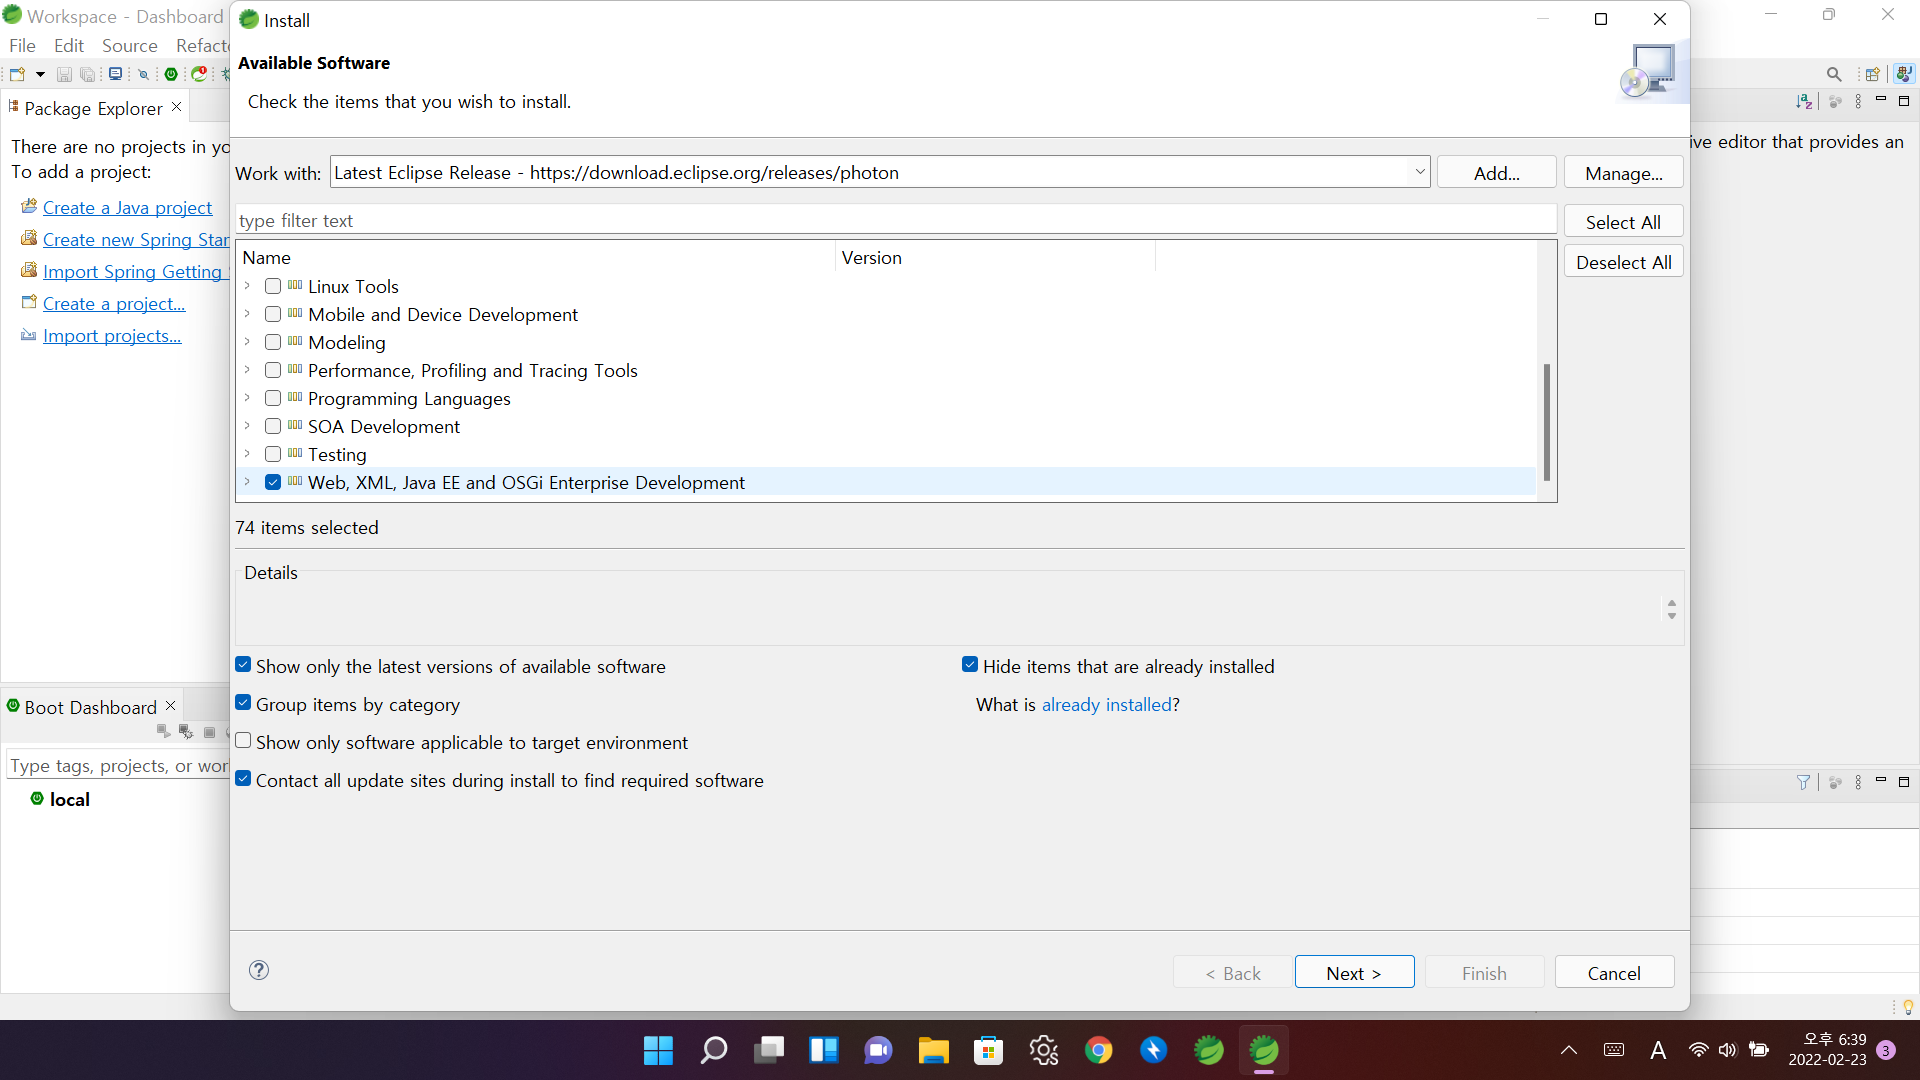 Workspace - Dashboard
Install
File Edit Source Refacto
Available Software
Check the items that you wish to install.
Package Explorer
There are no projects in yo
To add a project:
Create a Java project
Create new Spring Star
Import Spring Getting
Create a project...
Import projects...
Work with: Latest Eclipse Release - https://download.eclipse.org/releases/photon Add... Manage...
type filter text
Select All
Deselect All
Name Version
Linux Tools
Mobile and Device Development
Modeling
Performance, Profiling and Tracing Tools
Programming Languages
SOA Development
Testing
Web, XML, Java EE and OSGi Enterprise Development
74 items selected
Details
Show only the latest versions of available software
Hide items that are already installed
Group items by category
What is already installed?
Show only software applicable to target environment
Contact all update sites during install to find required software
ive editor that provides an
Boot Dashboard
Type tags, projects, or wor
local
< Back Next > Finish Cancel
A
오후 6:39
2022-02-23
3